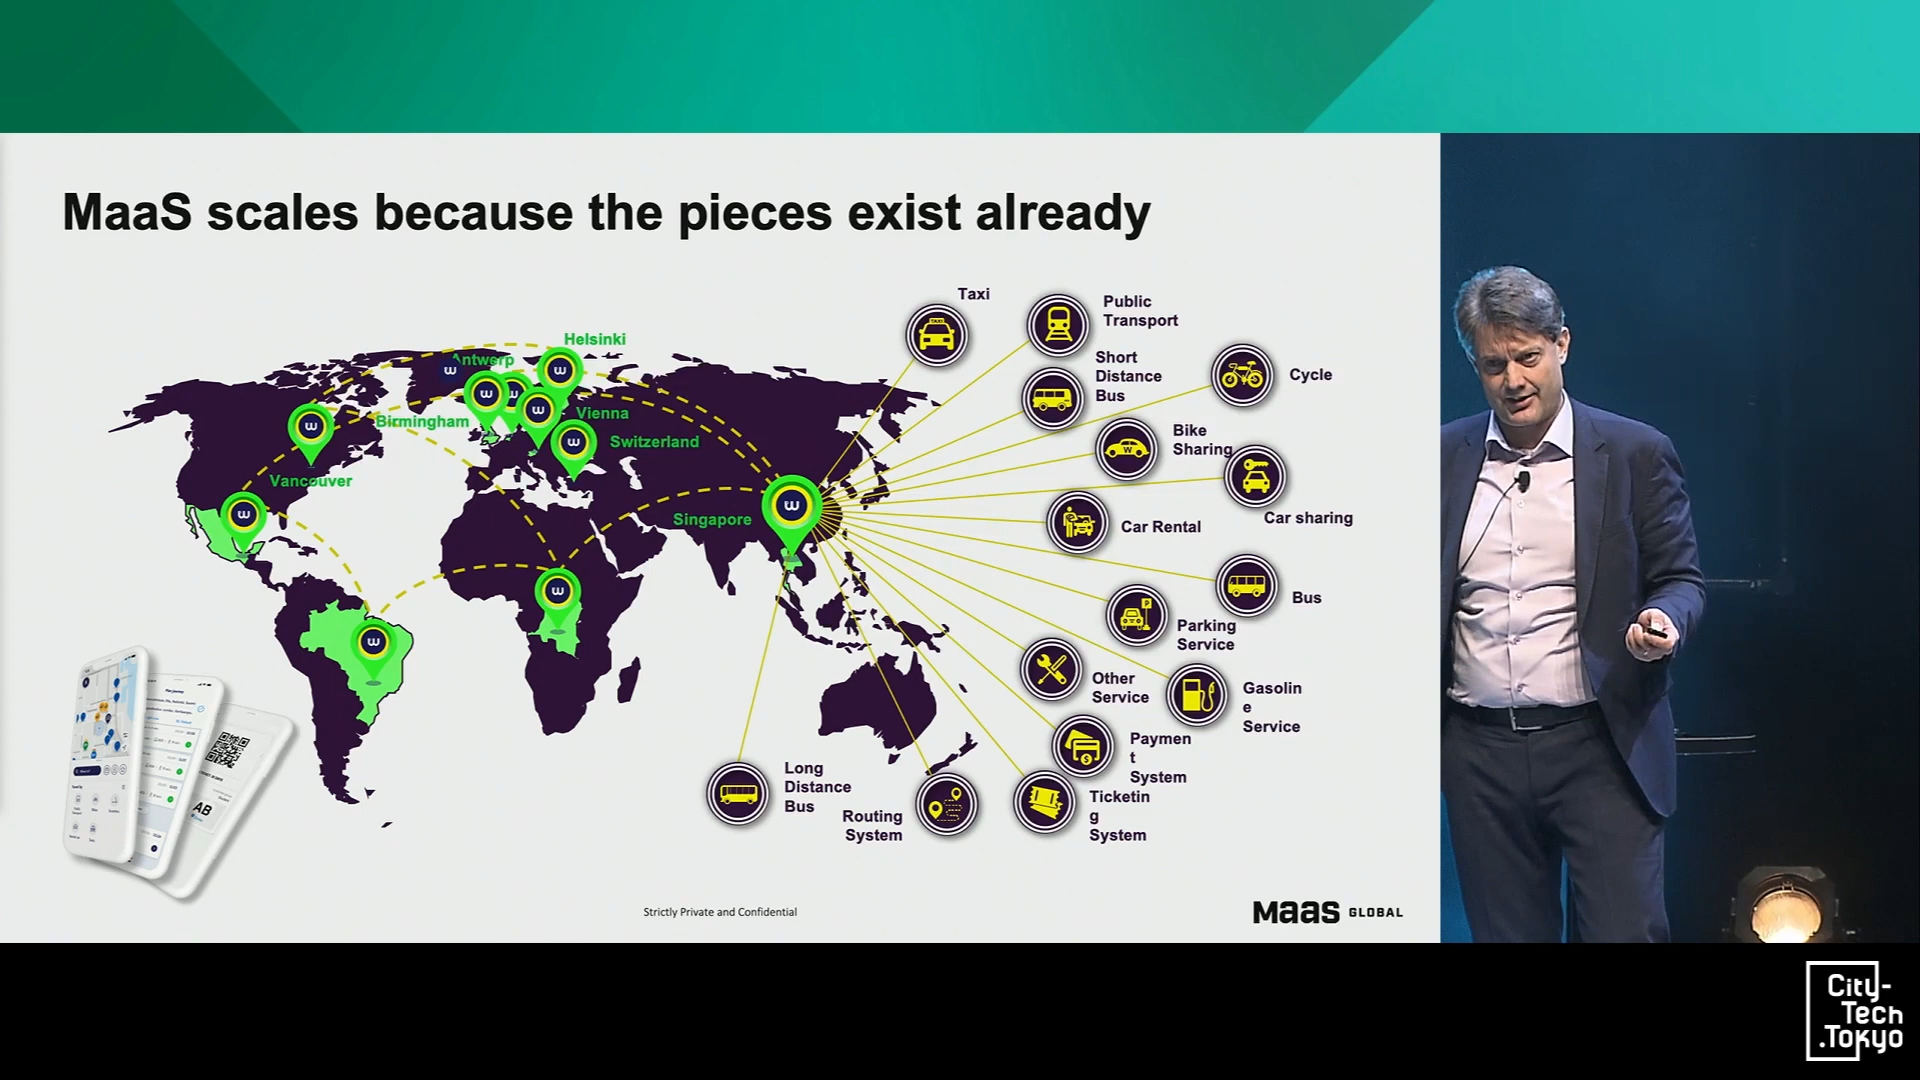 MaaS scales because the pieces exist already
Taxi
Public
Transport
Helsinki
Antwerp
Short
Distance
Bus
Cycle
Vienna
Birmingham
Bike
Sharing
Switzerland
Vancouver
Singapore
Car sharing
Car Rental
Bus
Parking
Service
Other
Service
Gasolin
e
Service
Paymen
t
System
Long
Distance
Bus
Ticketin
g
System
Routing
System
TAXI
W
P
AB
Strictly Private and Confidential
MaaS GLOBAL
City-
Tech
.Tokyo